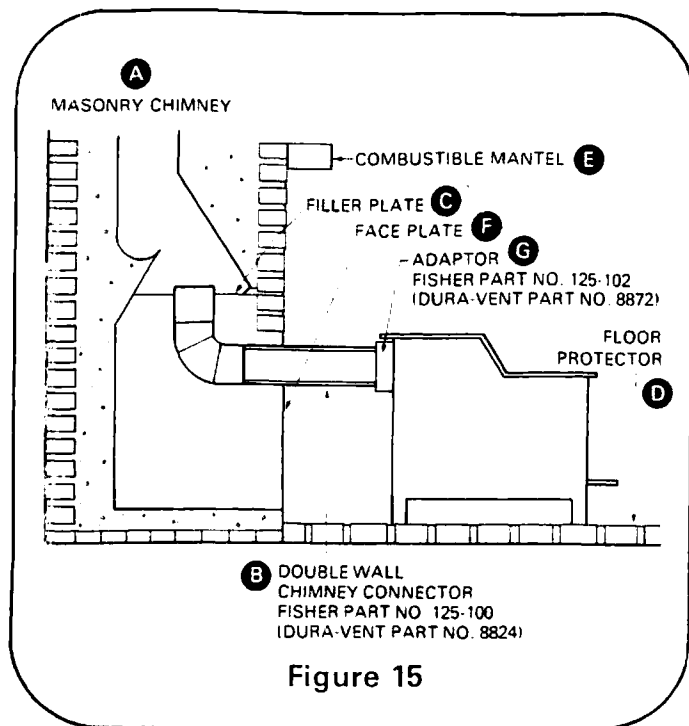 A
MASONRY CHIMNEY
COMBUSTIBLE MANTEL E
FILLER PLATE C
FACE PLATE F
ADAPTOR G
FISHER PART NO. 125-102
(DURA-VENT PART NO. 8872)
FLOOR
PROTECTOR
D
B DOUBLE WALL
CHIMNEY CONNECTOR
FISHER PART NO 125-100
(DURA-VENT PART NO. 8824)
Figure 15